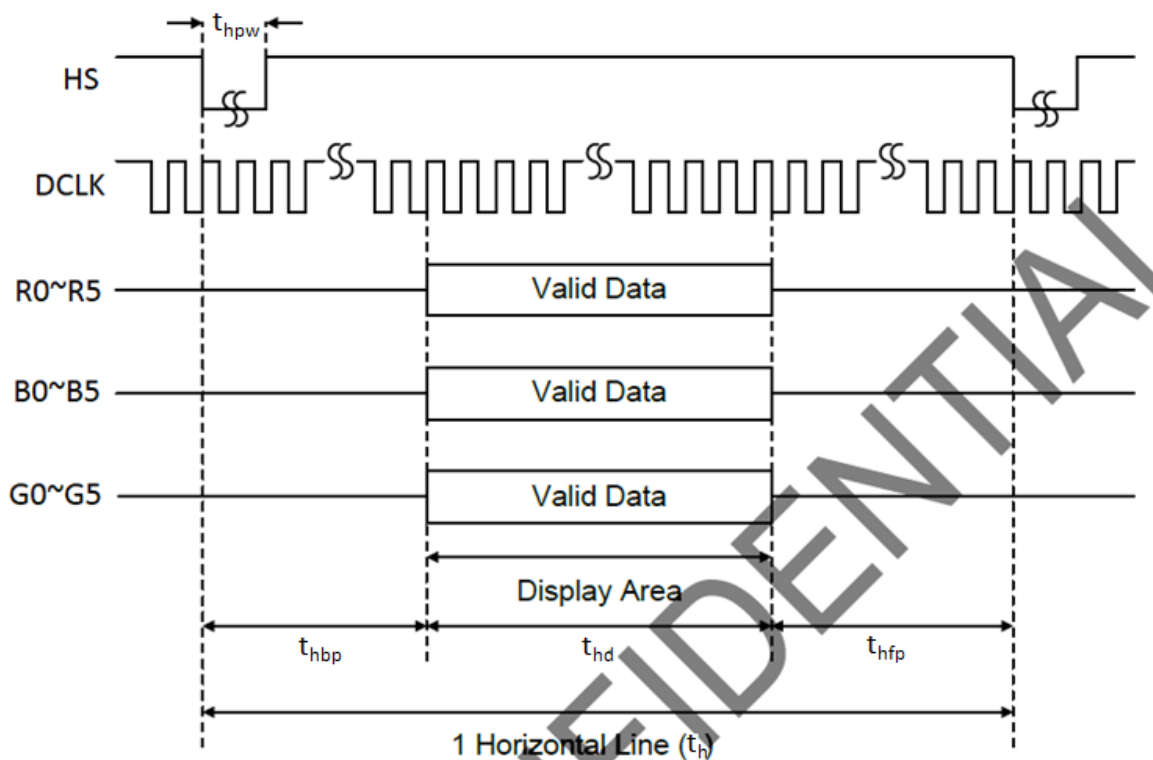 thpw
HS
DCLK
R0~R5 Valid Data
B0~B5 Valid Data
G0~G5 Valid Data
Display Area
thbp thd thfp
1 Horizontal Line (th)